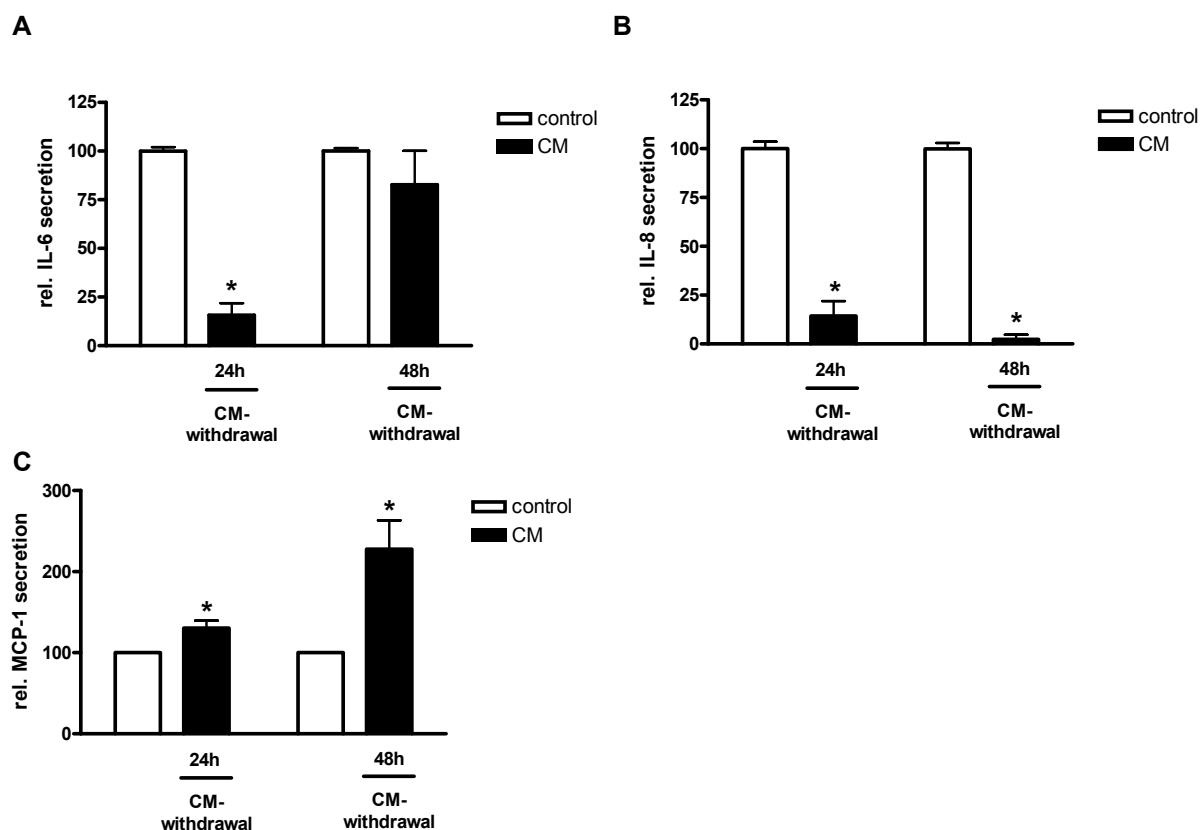 A
rel. IL-6 secretion
125
100
75
50
25
0
control
CM
*
24h
48h
CM-
withdrawal
CM-
withdrawal
B
rel. IL-8 secretion
125
100
75
50
25
0
control
CM
*
*
24h
48h
CM-
withdrawal
CM-
withdrawal
C
rel. MCP-1 secretion
300
200
100
0
control
CM
*
*
24h
48h
CM-
withdrawal
CM-
withdrawal